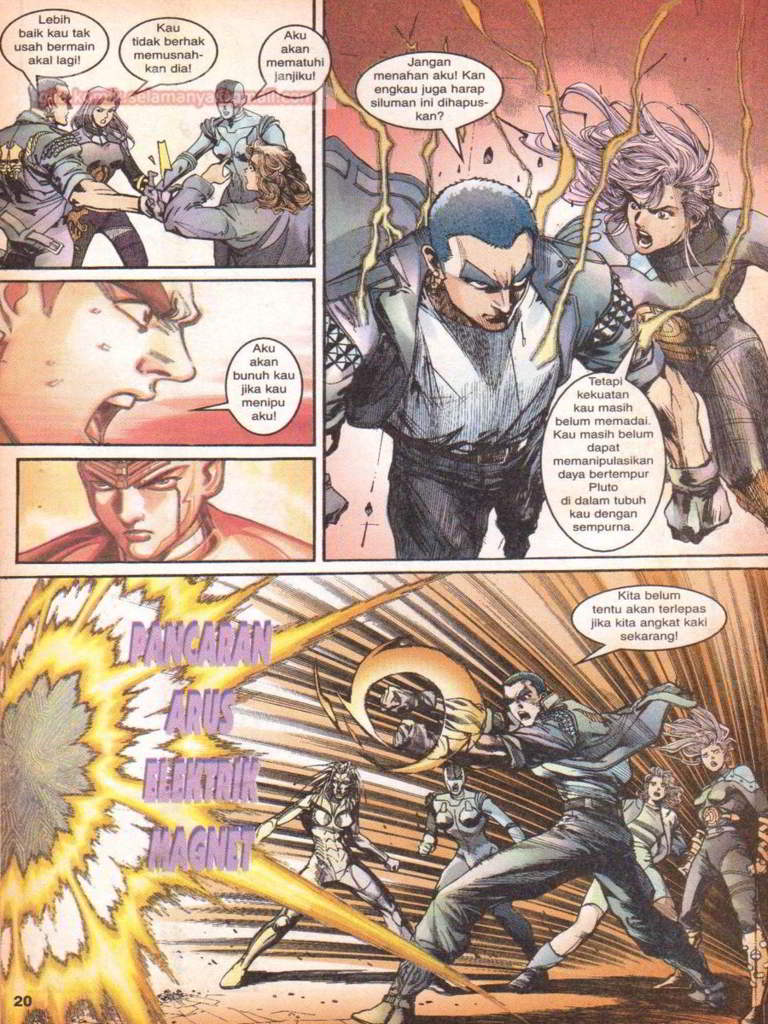 Lebih
baik kau tak
usah bermain
akal lagi!
Kau
tidak berhak
memusnah-
kan dia!
Aku
akan
mematuhi
janjiku!
Jangan
menahan aku! Kan
engkau juga harap
siluman ini dihapus-
kan?
Aku
akan
bunuh kau
jika kau
menipu
aku!
Tetapi
kekuatan
kau masih
belum memadai.
Kau masih belum
dapat
memanipulasikan
daya bertempur
Pluto
di dalam tubuh
kau dengan
sempurna.
Kita belum
tentu akan terlepas
jika kita angkat kaki
sekarang!
PANCARAN
ARUS
ELEKTRIK
MAGNET
20